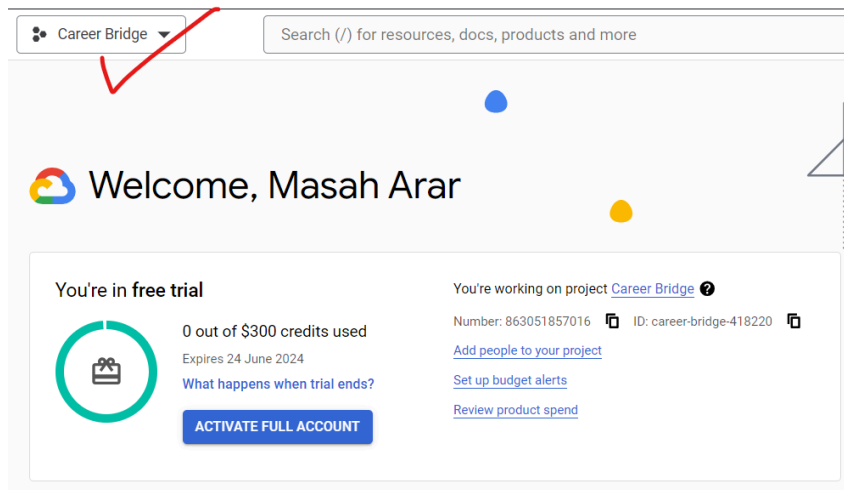 Career Bridge
Search (/) for resources, docs, products and more
Welcome, Masah Arar
You're in free trial
0 out of $300 credits used
Expires 24 June 2024
What happens when trial ends?
ACTIVATE FULL ACCOUNT
You're working on project Career Bridge ?
Number: 863051857016 ID: career-bridge-418220
Add people to your project
Set up budget alerts
Review product spend